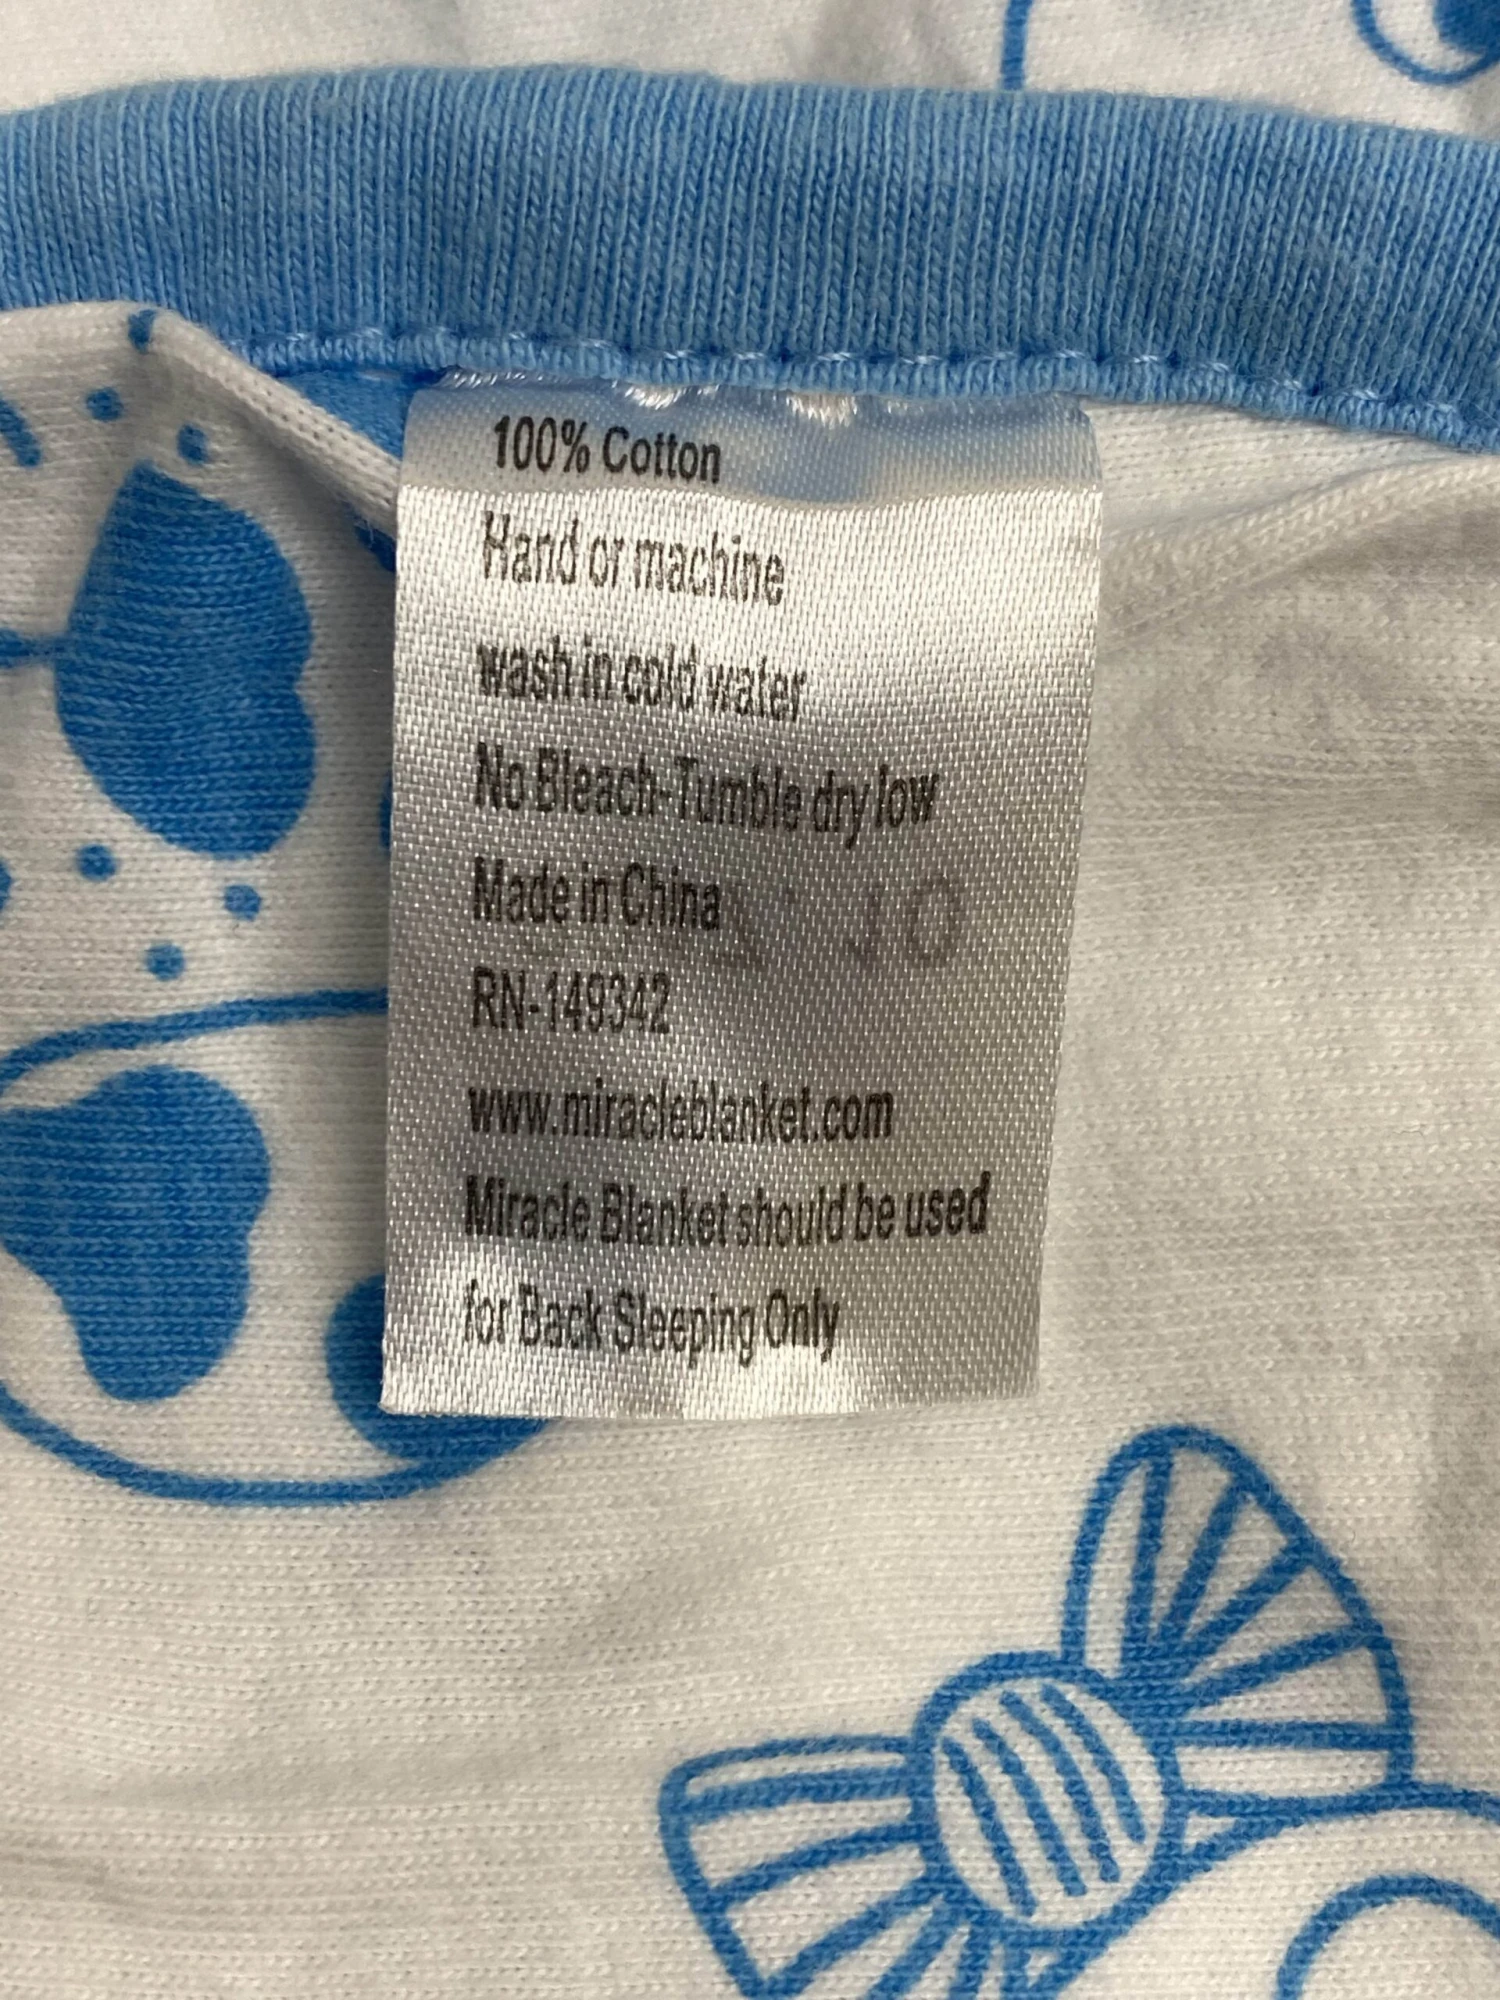 100% Cotton
Hand or machine
wash in cold water
No Bleach-Tumble dry low
Made in China
RN-149342
www.miracleblanket.com
Miracle Blanket should be used
for Back Sleeping Only